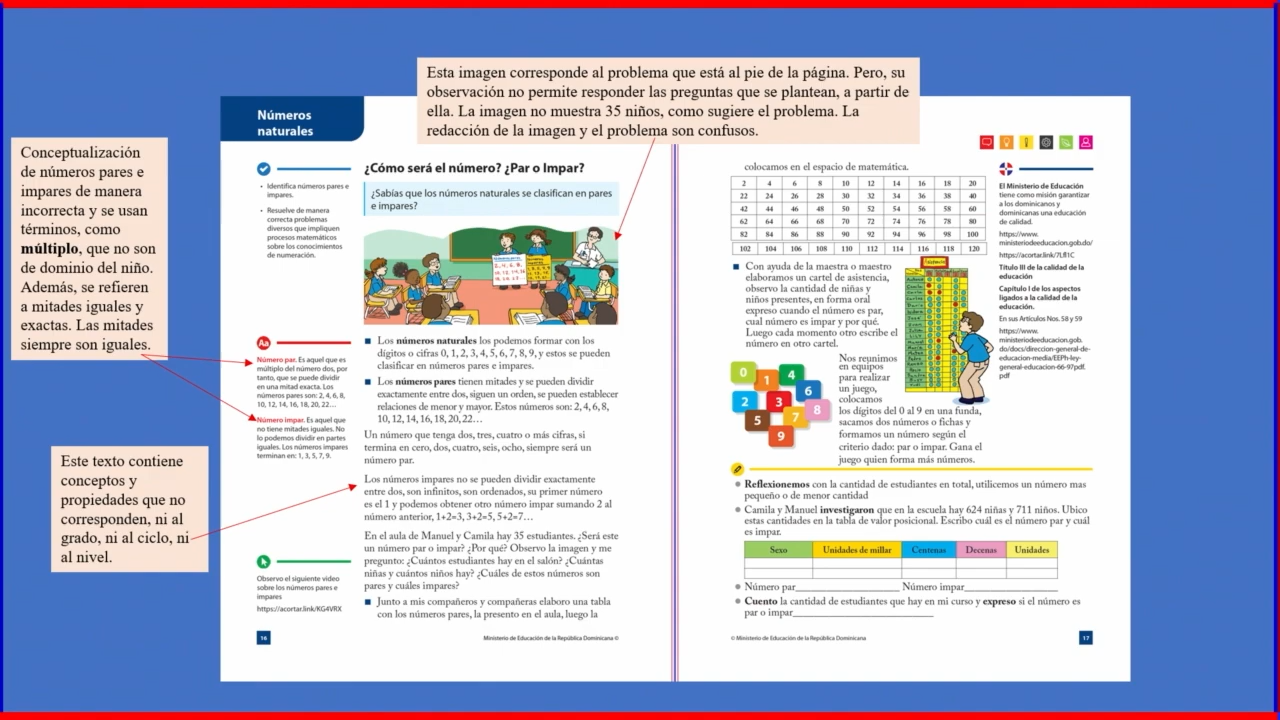 Esta imagen corresponde al problema que está al pie de la página. Pero, su
observación no permite responder las preguntas que se plantean, a partir de
ella. La imagen no muestra 35 niños, como sugiere el problema. La
redacción de la imagen y el problema son confusos.
Conceptualización
de números pares e
impares de manera
incorrecta y se usan
términos, como
múltiplo, que no son
de dominio del niño.
Además, se refieren
a mitades iguales y
exactas. Las mitades
siempre son iguales.
Este texto contiene
conceptos y
propiedades que no
corresponden, ni al
grado, ni al ciclo, ni
al nivel.
Números
naturales
• Identifica números pares e
impares.
• Resuelve de manera
correcta problemas
diversos que impliquen
procesos matemáticos
sobre los conocimientos
de numeración.
Aa
Número par. Es aquel que es
múltiplo del número dos, por
tanto, que se puede dividir
en una mitad exacta. Los
números pares son: 2, 4, 6, 8,
10, 12, 14, 16, 18, 20, 22…
Número impar. Es aquel que
no tiene mitades iguales. No
lo podemos dividir en partes
iguales. Los números impares
terminan en: 1, 3, 5, 7, 9.
Observo el siguiente video
sobre los números pares e
impares
https://acortar.link/KG4VRX
16
¿Cómo será el número? ¿Par o Impar?
¿Sabías que los números naturales se clasifican en pares
e impares?
Los números naturales los podemos formar con los
dígitos o cifras 0, 1, 2, 3, 4, 5, 6, 7, 8, 9, y estos se pueden
clasificar en números pares e impares.
Los números pares tienen mitades y se pueden dividir
exactamente entre dos, siguen un orden, se pueden establecer
relaciones de menor y mayor. Estos números son: 2, 4, 6, 8,
10, 12, 14, 16, 18, 20, 22…
Un número que tenga dos, tres, cuatro o más cifras, si
termina en cero, dos, cuatro, seis, ocho, siempre será un
número par.
Los números impares no se pueden dividir exactamente
entre dos, son infinitos, son ordenados, su primer número
es el 1 y podemos obtener otro número impar sumando 2 al
número anterior, 1+2=3, 3+2=5, 5+2=7…
En el aula de Manuel y Camila hay 35 estudiantes. ¿Será este
un número par o impar? ¿Por qué? Observo la imagen y me
pregunto: ¿Cuántos estudiantes hay en el salón? ¿Cuántas
niñas y cuántos niños hay? ¿Cuáles de estos números son
pares y cuáles impares?
Junto a mis compañeros y compañeras elaboro una tabla
con los números pares, la presento en el aula, luego la
Ministerio de Educación de la República Dominicana ©
colocamos en el espacio de matemática.
2 4 6 8 10 12 14 16 18 20
22 24 26 28 30 32 34 36 38 40
42 44 46 48 50 52 54 56 58 60
62 64 66 68 70 72 74 76 78 80
82 84 86 88 90 92 94 96 98 100
102 104 106 108 110 112 114 116 118 120
Con ayuda de la maestra o maestro
elaboramos un cartel de asistencia,
observo la cantidad de niñas y
niños presentes, en forma oral
expreso cuando el número es par,
cual número es impar y por qué.
Luego cada momento otro escribe el
número en otro cartel.
0 1 4 6 2 3 7 8 5 9
Nos reunimos
en equipos
para realizar
un juego,
colocamos
los dígitos del 0 al 9 en una funda,
sacamos dos números o fichas y
formamos un número según el
criterio dado: par o impar. Gana el
juego quien forma más números.
Reflexionemos con la cantidad de estudiantes en total, utilicemos un número mas
pequeño o de menor cantidad
Camila y Manuel investigaron que en la escuela hay 624 niñas y 711 niños. Ubico
estas cantidades en la tabla de valor posicional. Escribo cuál es el número par y cuál
es impar.
Sexo Unidades de millar Centenas Decenas Unidades
Número par____________________ Número impar__________________
Cuento la cantidad de estudiantes que hay en mi curso y expreso si el número es
par o impar___________________________
© Ministerio de Educación de la República Dominicana
17
El Ministerio de Educación
tiene como misión garantizar
a los dominicanos y
dominicanas una educación
de calidad.
https://www.
ministeriodeeducacion.gob.do/
https://acortar.link/7Lfl1C
Título III de la calidad de la
educación
Capítulo I de los aspectos
ligados a la calidad de la
educación.
En sus Artículos Nos. 58 y 59
https://www.
ministeriodeeducacion.gob.
do/docs/direccion-general-de-
educacion-media/EEPh-ley-
general-educacion-66-97pdf.
pdf